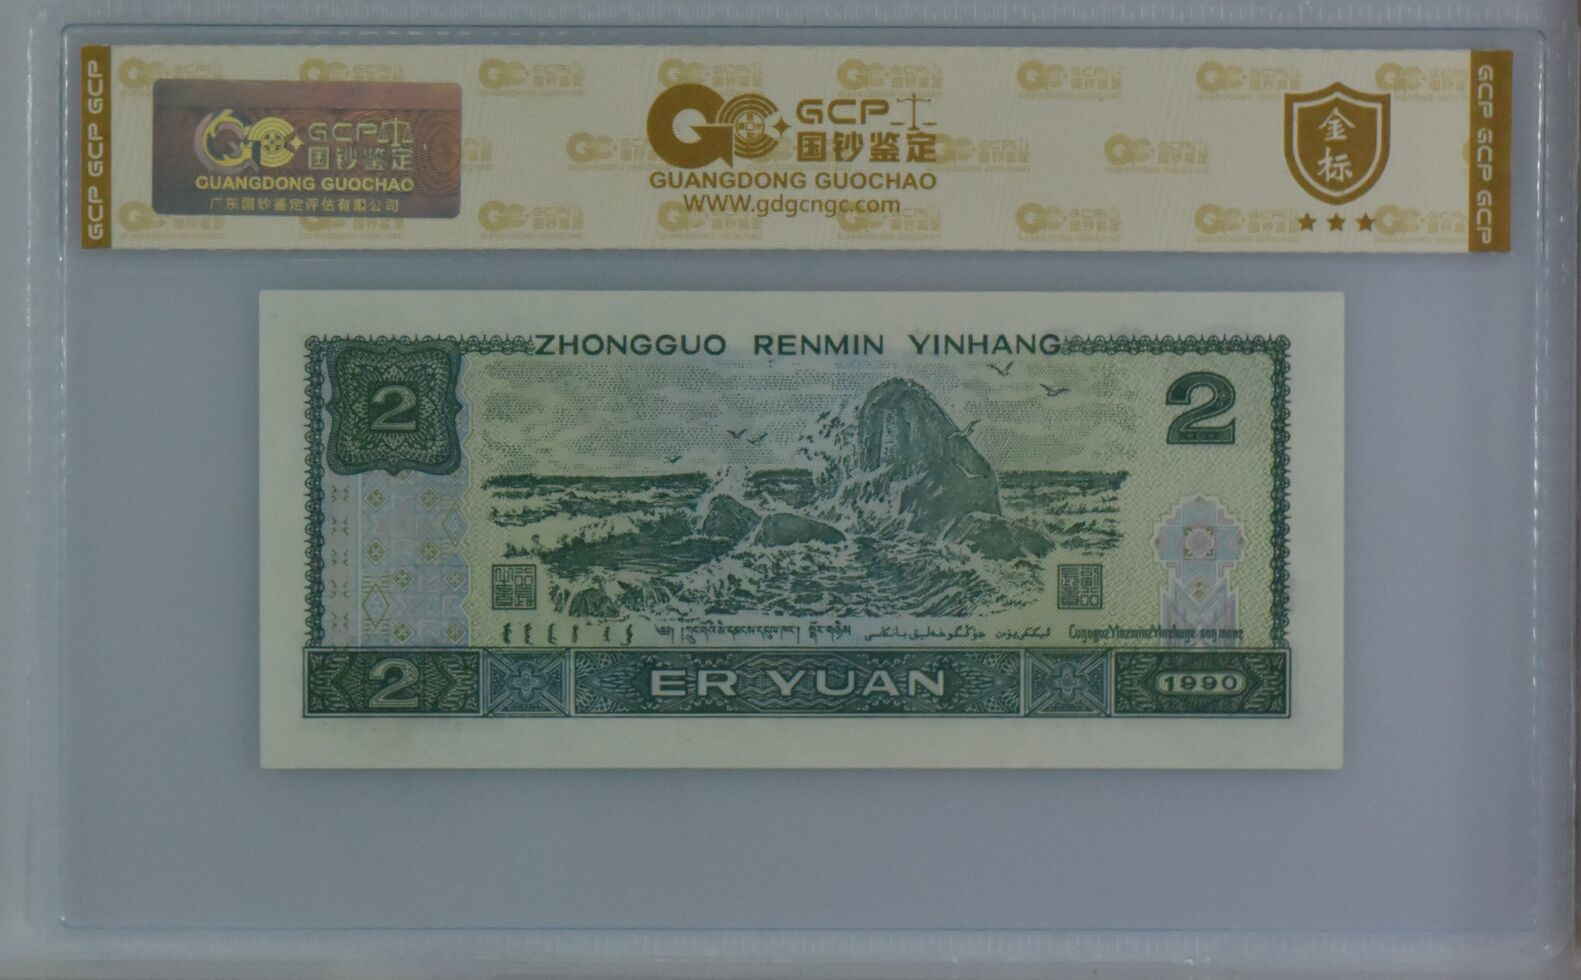 GCP GCP GCP
GCP
国钞鉴定
GUANGDONG GUOCHAO
广东国钞鉴定评估有限公司
GCP
国钞鉴定
GUANGDONG GUOCHAO
WWW.gdgcngc.com
金
标
GCP GCP GCP
ZHONGGUO RENMIN YINHANG
2
2
2
ER YUAN
1990